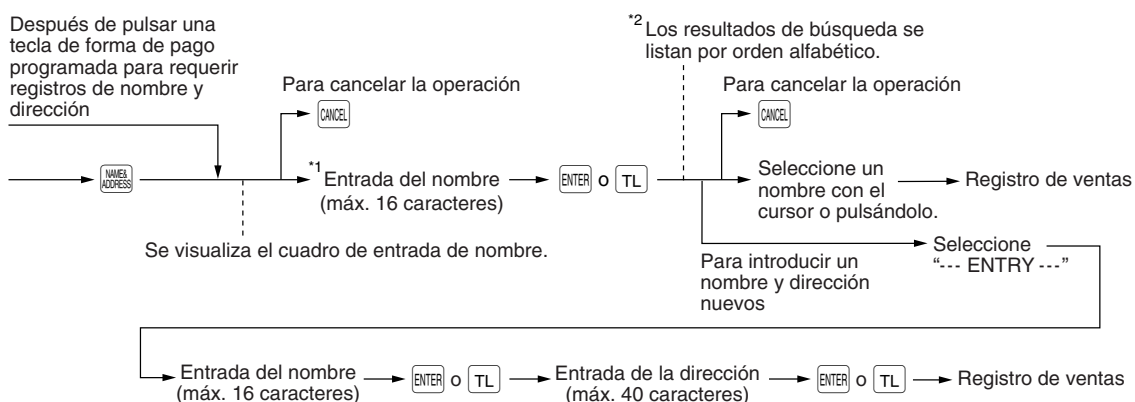 Después de pulsar una
tecla de forma de pago
programada para requerir
registros de nombre y
dirección
Para cancelar la operación
CANCEL
NAME&
ADDRESS
*1 Entrada del nombre
(máx. 16 caracteres)
ENTER o TL
Se visualiza el cuadro de entrada de nombre.
*2 Los resultados de búsqueda se
listan por orden alfabético.
Para cancelar la operación
CANCEL
Seleccione un
nombre con el
cursor o pulsándolo.
Registro de ventas
Para introducir un
nombre y dirección
nuevos
Seleccione
“--- ENTRY ---”
Entrada del nombre
(máx. 16 caracteres)
ENTER o TL
Entrada de la dirección
(máx. 40 caracteres)
ENTER o TL
Registro de ventas